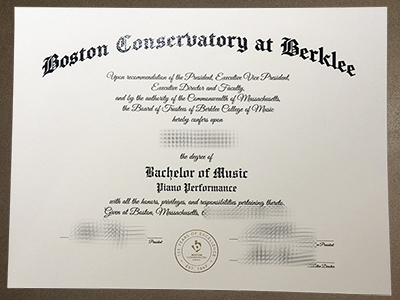 Boston Conservatory at Berklee
Upon recommendation of the President, Executive Vice President,
Executive Director and Faculty,
and by the authority of the Commonwealth of Massachusetts,
the Board of Trustees of Berklee College of Music
hereby confers upon
the degree of
Bachelor of Music
Piano Performance
with all the honors, privileges, and responsibilities pertaining thereto.
Given at Boston, Massachusetts,
President